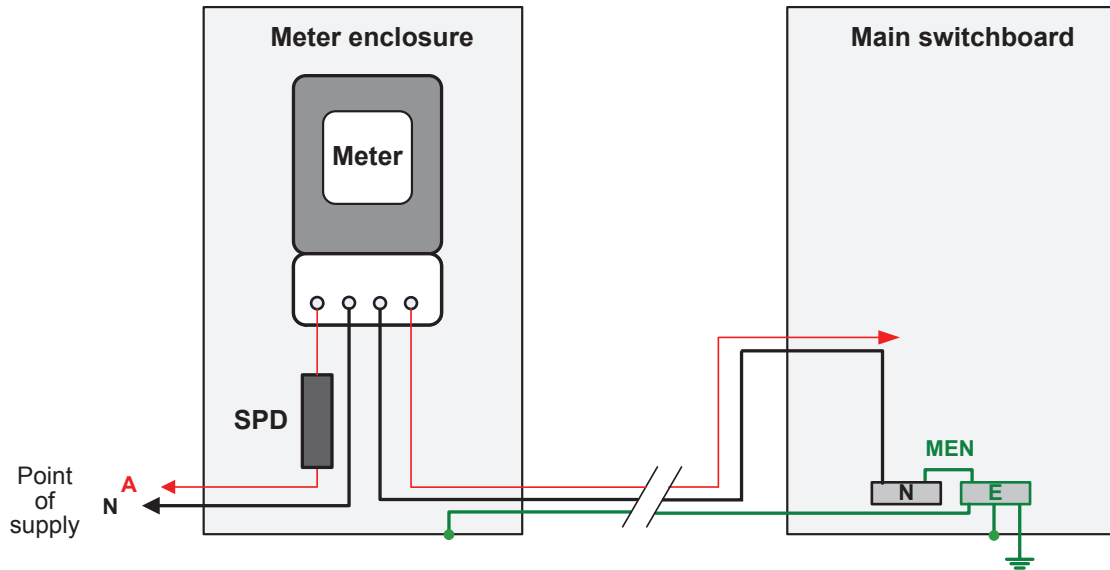 Meter enclosure
Main switchboard
Meter
SPD
MEN
Point
of
supply
A
N
N
E